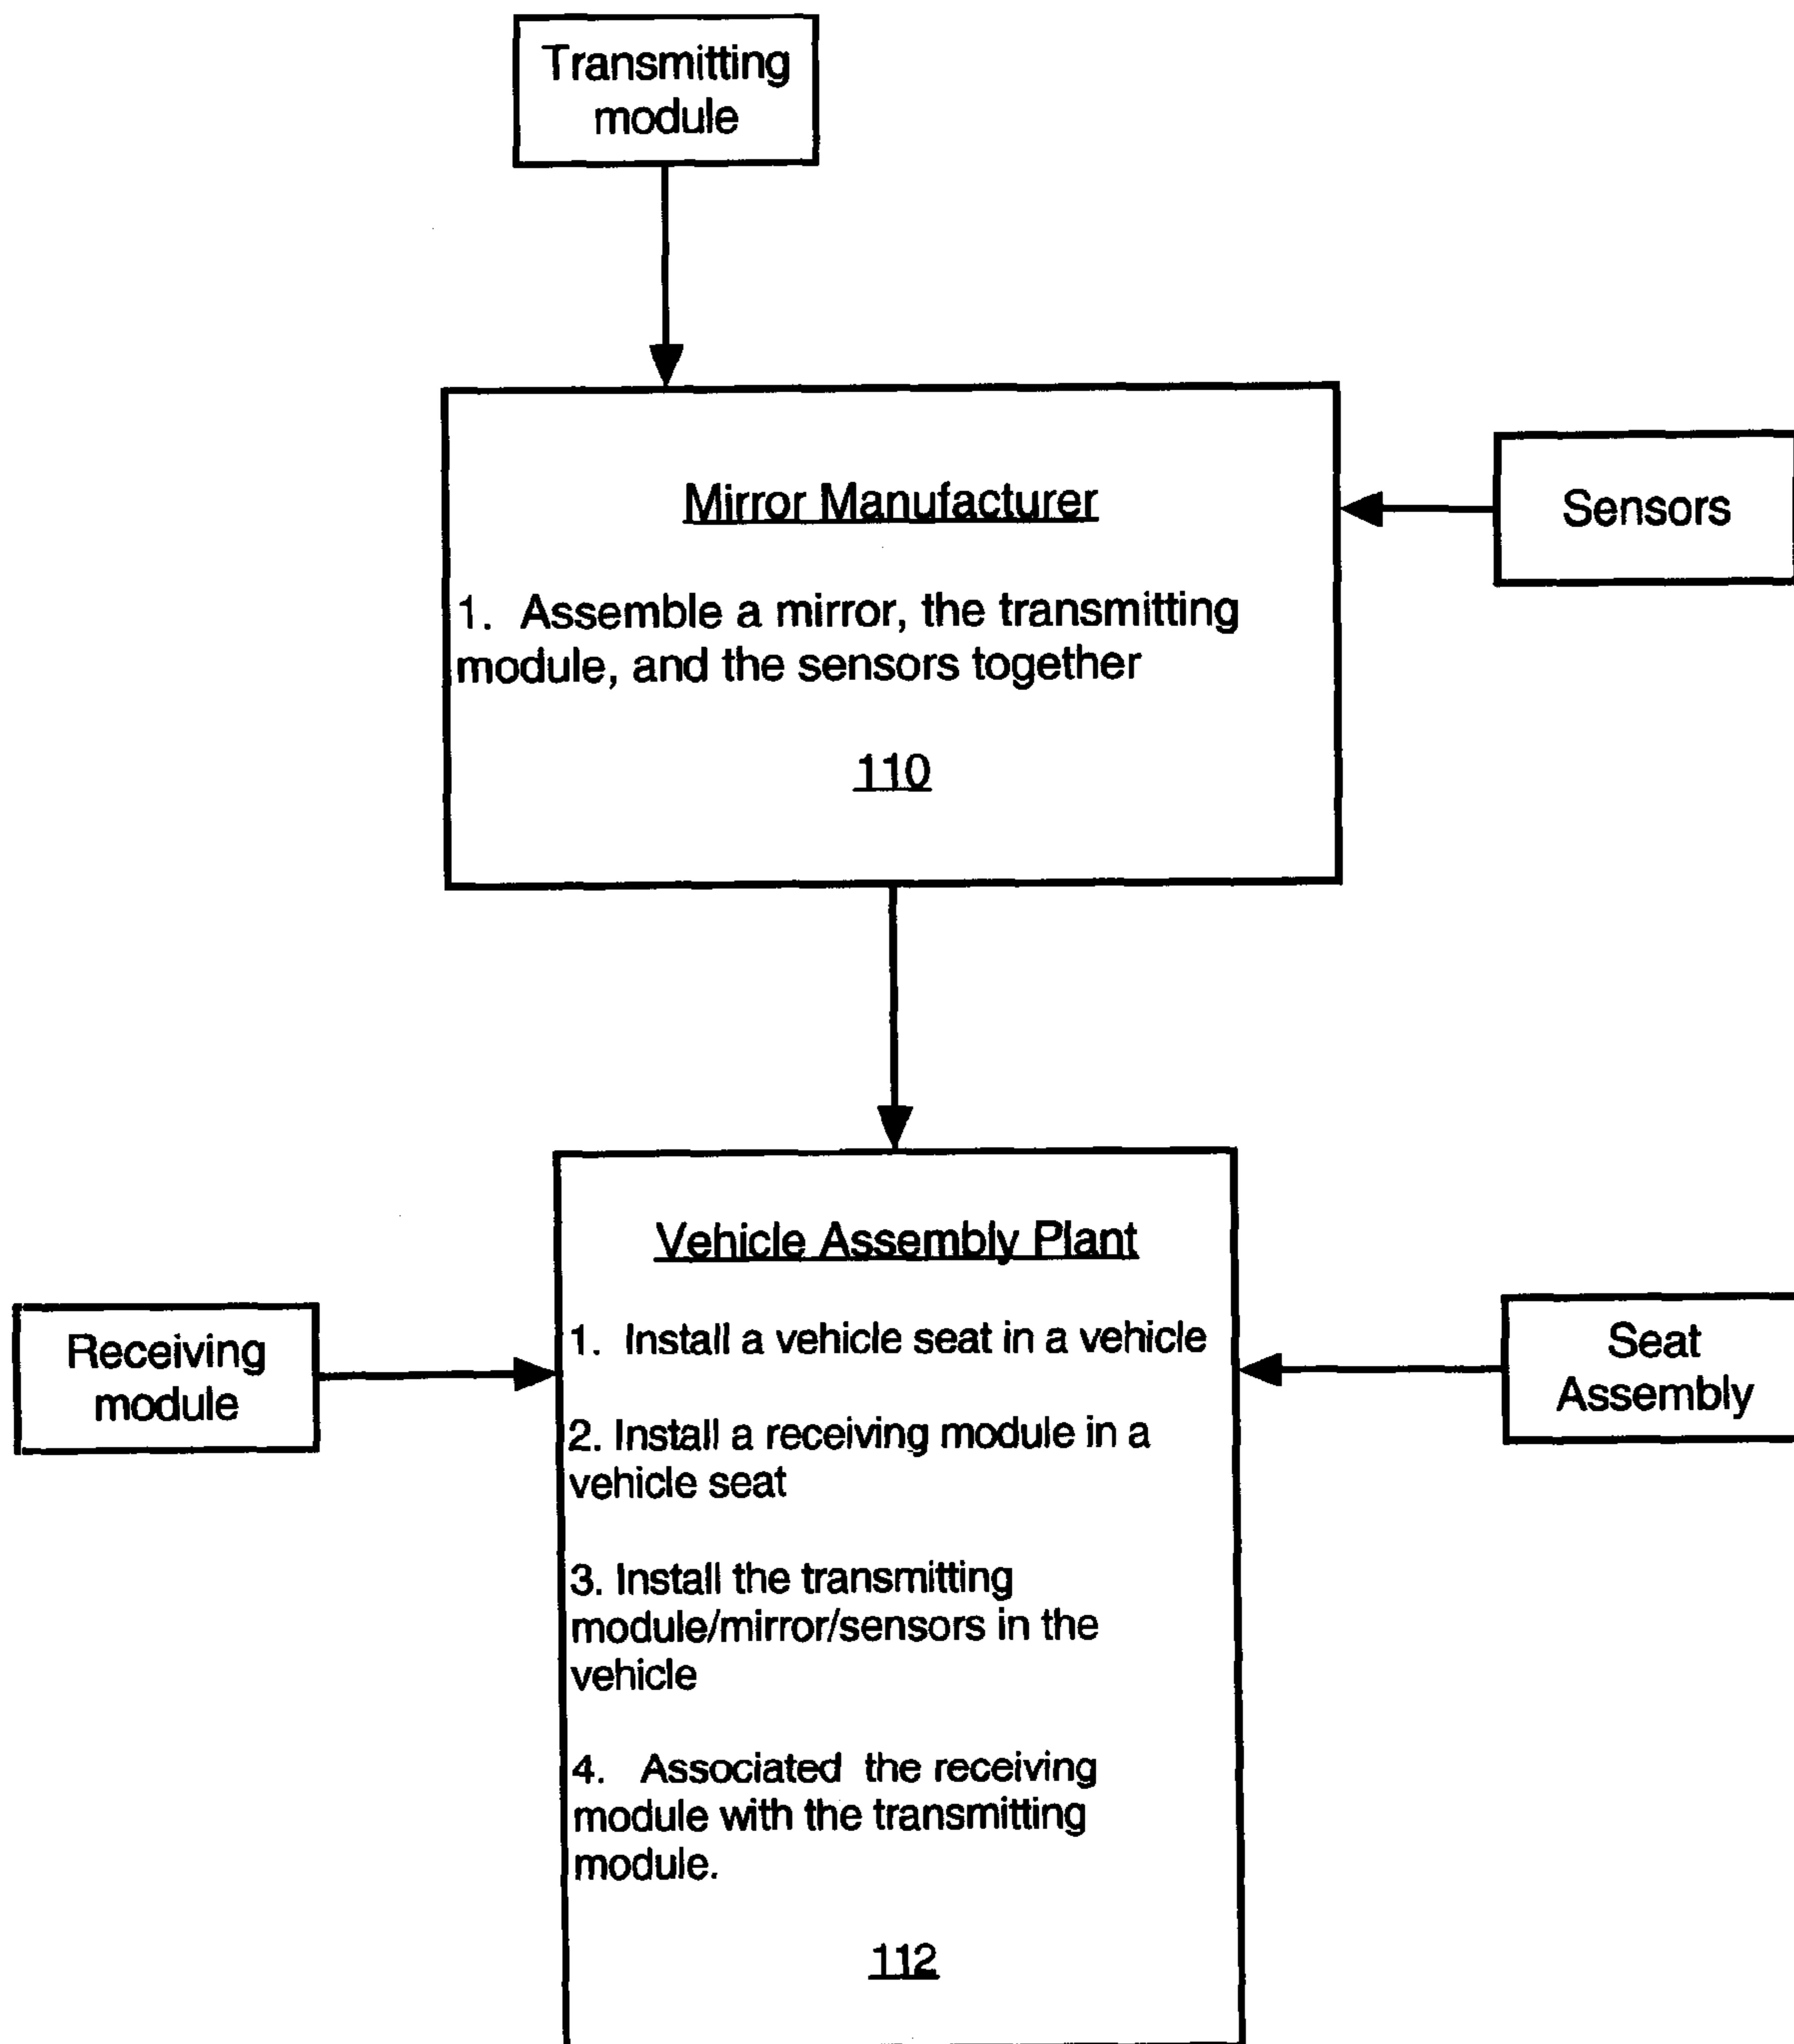 Transmitting
module
Mirror Manufacturer
1. Assemble a mirror, the transmitting
module, and the sensors together
110
Sensors
Vehicle Assembly Plant
1. Install a vehicle seat in a vehicle
2. Install a receiving module in a
vehicle seat
3. Install the transmitting
module/mirror/sensors in the
vehicle
4. Associated the receiving
module with the transmitting
module.
112
Receiving
module
Seat
Assembly